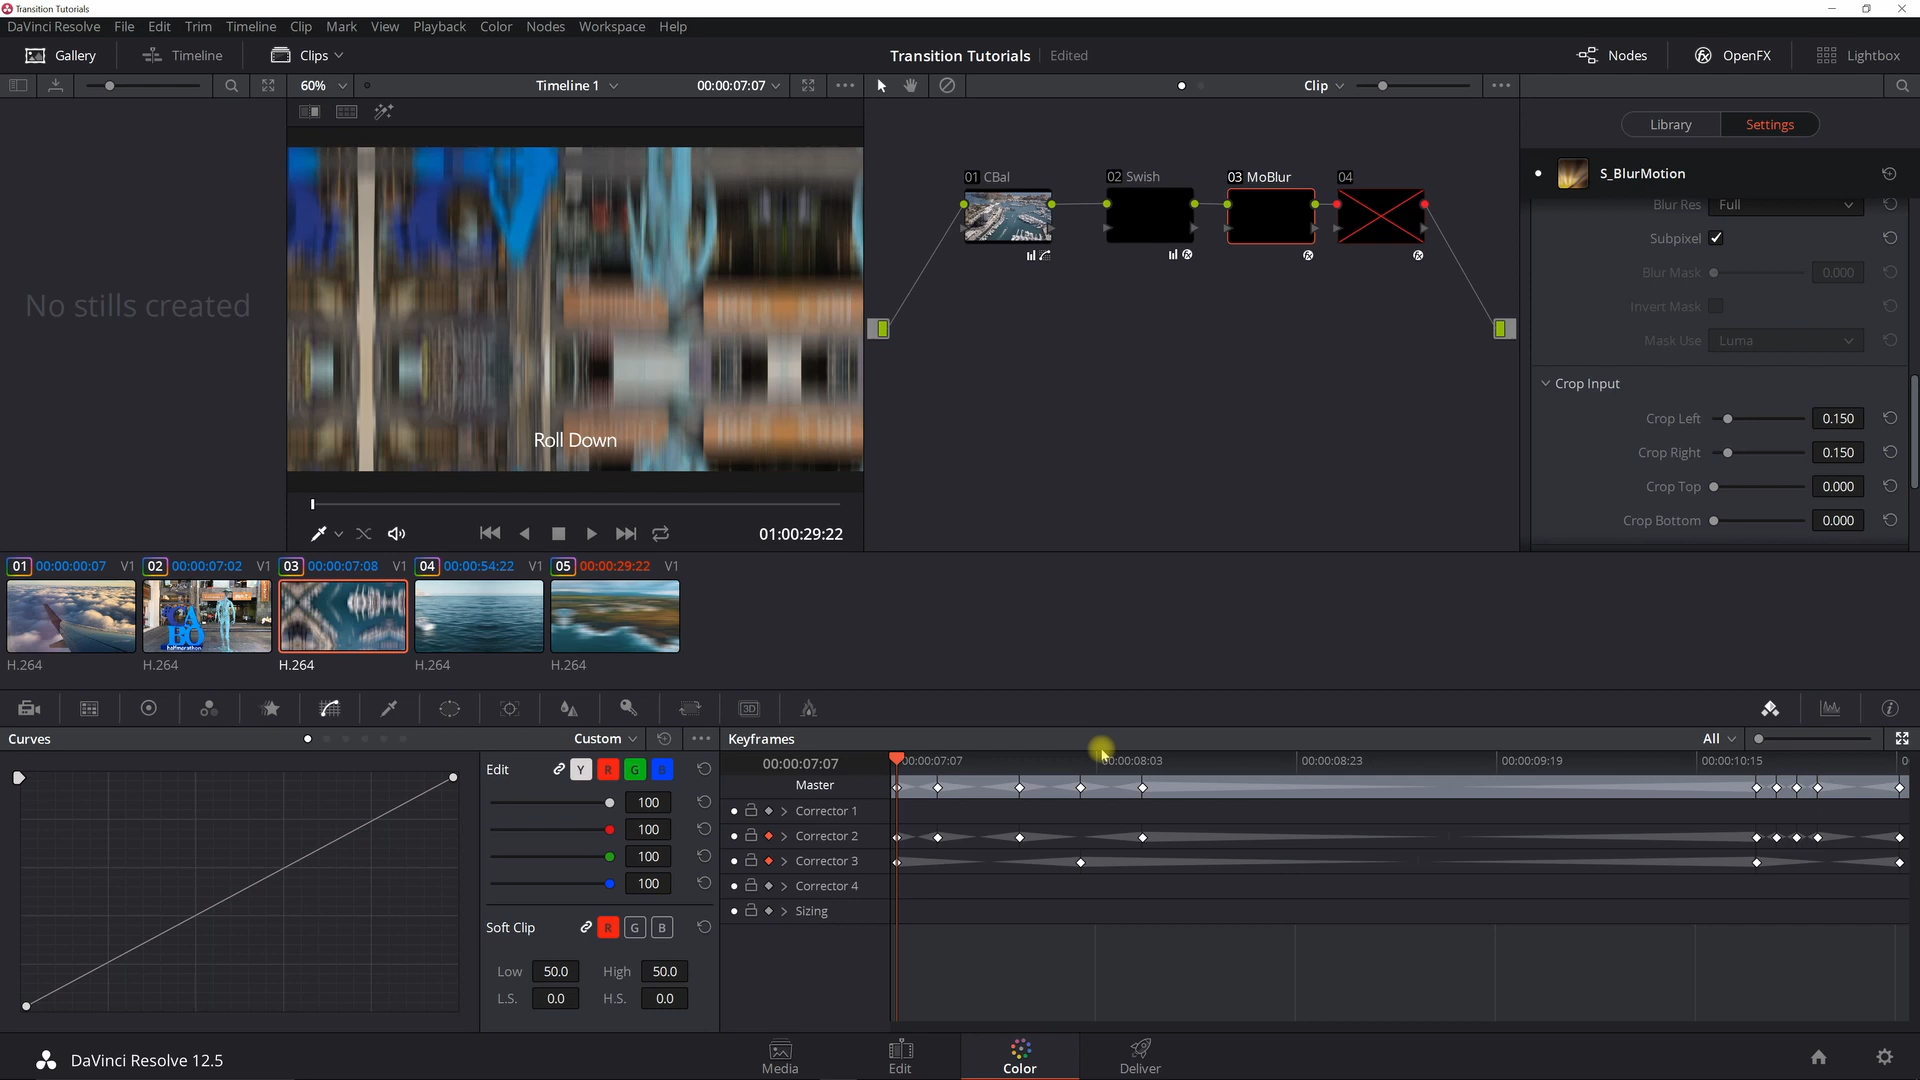 Transition Tutorials
DaVinci Resolve File Edit Trim Timeline Clip Mark View Playback Color Nodes Workspace Help
Gallery Timeline Clips Transition Tutorials Edited Nodes OpenFX Lightbox
60% Timeline 1 00:00:07:07 Clip
Library Settings
S_BlurMotion
Blur Res Full
Subpixel
Blur Mask 0.000
Invert Mask
Mask Use Luma
Crop Input
Crop Left 0.150
Crop Right 0.150
Crop Top 0.000
Crop Bottom 0.000
01 CBal 02 Swish 03 MoBlur 04
No stills created
Roll Down
01:00:29:22
01 00:00:00:07 V1 02 00:00:07:02 V1 03 00:00:07:08 V1 04 00:00:54:22 V1 05 00:00:29:22 V1
CABO
halfmarathon
H.264 H.264 H.264 H.264 H.264
3D
Curves Custom Keyframes All
Edit Y R G B
100
100
100
100
Soft Clip R G B
Low 50.0 High 50.0
L.S. 0.0 H.S. 0.0
00:00:07:07 00:00:07:07 00:00:08:03 00:00:08:23 00:00:09:19 00:00:10:15
Master
Corrector 1
Corrector 2
Corrector 3
Corrector 4
Sizing
DaVinci Resolve 12.5 Media Edit Color Deliver